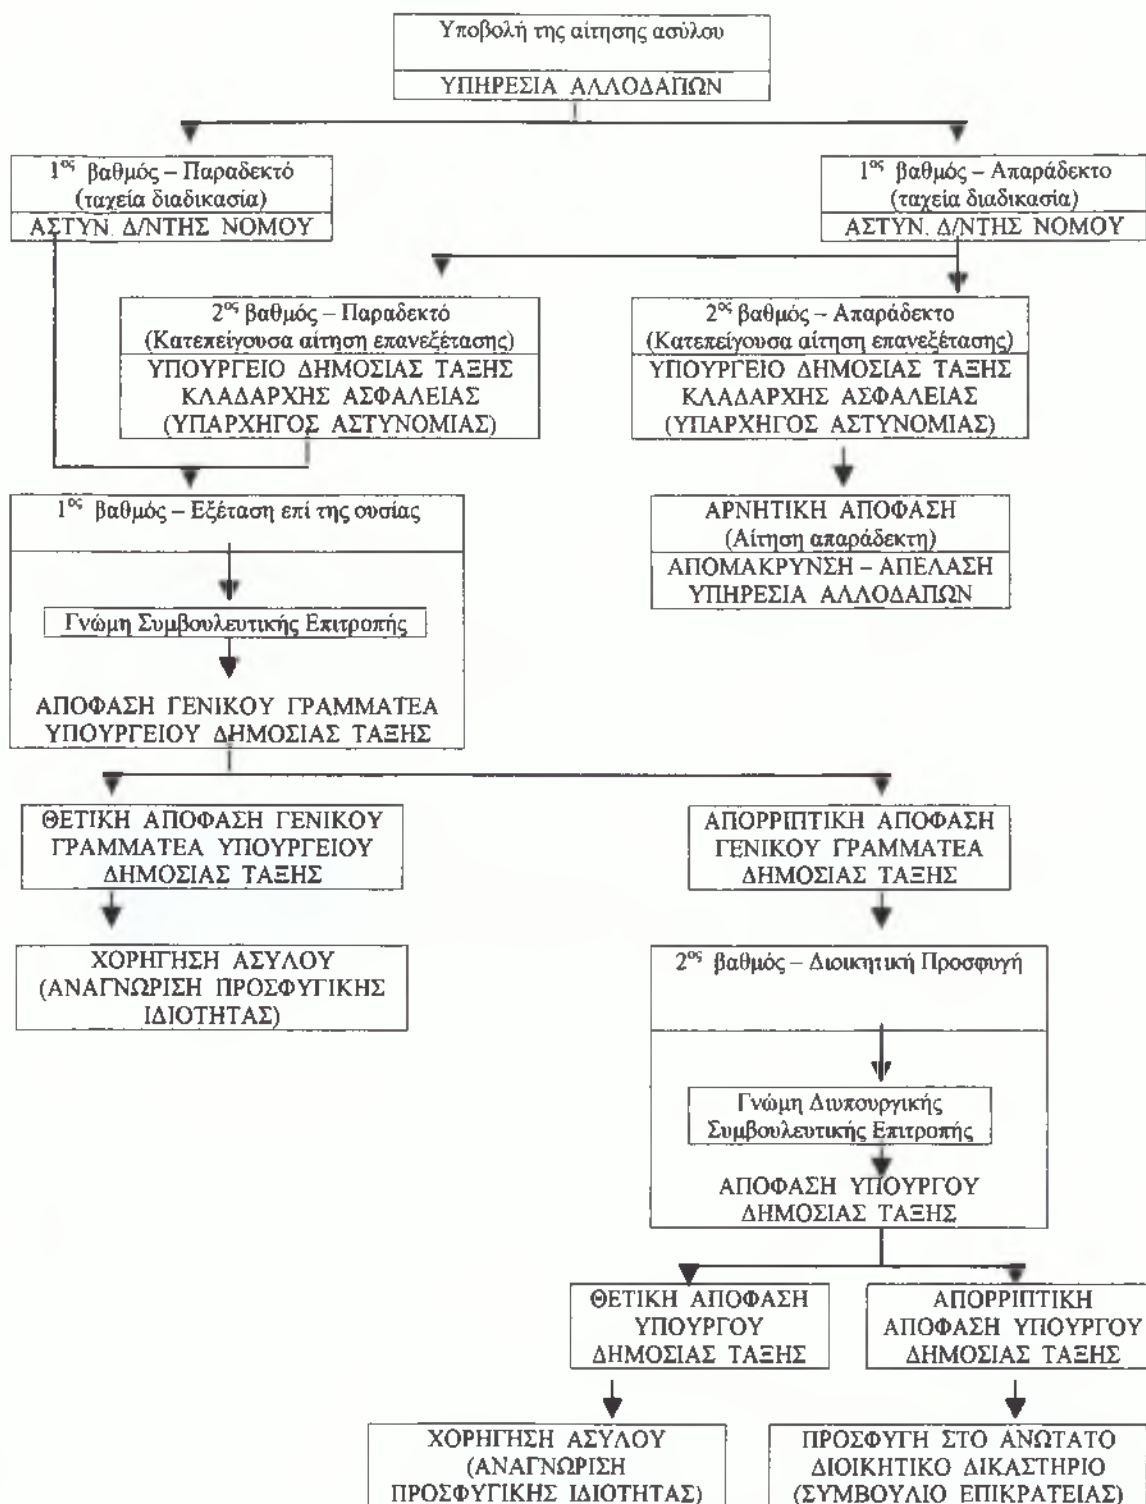 Υποβολή της αίτησης ασύλου
ΥΠΗΡΕΣΙΑ ΑΛΛΟΔΑΠΩΝ
1ος βαθμός – Παραδεκτό
(ταχεία διαδικασία)
ΑΣΤΥΝ. Δ/ΝΤΗΣ ΝΟΜΟΥ
1ος βαθμός – Απαράδεκτο
(ταχεία διαδικασία)
ΑΣΤΥΝ. Δ/ΝΤΗΣ ΝΟΜΟΥ
2ος βαθμός – Παραδεκτό
(Κατεπείγουσα αίτηση επανεξέτασης)
ΥΠΟΥΡΓΕΙΟ ΔΗΜΟΣΙΑΣ ΤΑΞΗΣ
ΚΛΑΔΑΡΧΗΣ ΑΣΦΑΛΕΙΑΣ
(ΥΠΑΡΧΗΓΟΣ ΑΣΤΥΝΟΜΙΑΣ)
2ος βαθμός – Απαράδεκτο
(Κατεπείγουσα αίτηση επανεξέτασης)
ΥΠΟΥΡΓΕΙΟ ΔΗΜΟΣΙΑΣ ΤΑΞΗΣ
ΚΛΑΔΑΡΧΗΣ ΑΣΦΑΛΕΙΑΣ
(ΥΠΑΡΧΗΓΟΣ ΑΣΤΥΝΟΜΙΑΣ)
1ος βαθμός – Εξέταση επί της ουσίας
Γνώμη Συμβουλευτικής Επιτροπής
ΑΠΟΦΑΣΗ ΓΕΝΙΚΟΥ ΓΡΑΜΜΑΤΕΑ
ΥΠΟΥΡΓΕΙΟΥ ΔΗΜΟΣΙΑΣ ΤΑΞΗΣ
ΑΡΝΗΤΙΚΗ ΑΠΟΦΑΣΗ
(Αίτηση απαράδεκτη)
ΑΠΟΜΑΚΡΥΝΣΗ – ΑΠΕΛΑΣΗ
ΥΠΗΡΕΣΙΑ ΑΛΛΟΔΑΠΩΝ
ΘΕΤΙΚΗ ΑΠΟΦΑΣΗ ΓΕΝΙΚΟΥ
ΓΡΑΜΜΑΤΕΑ ΥΠΟΥΡΓΕΙΟΥ
ΔΗΜΟΣΙΑΣ ΤΑΞΗΣ
ΑΠΟΡΡΙΠΤΙΚΗ ΑΠΟΦΑΣΗ
ΓΕΝΙΚΟΥ ΓΡΑΜΜΑΤΕΑ
ΔΗΜΟΣΙΑΣ ΤΑΞΗΣ
ΧΟΡΗΓΗΣΗ ΑΣΥΛΟΥ
(ΑΝΑΓΝΩΡΙΣΗ ΠΡΟΣΦΥΓΙΚΗΣ
ΙΔΙΟΤΗΤΑΣ)
2ος βαθμός – Διοικητική Προσφυγή
Γνώμη Διυπουργικής
Συμβουλευτικής Επιτροπής
ΑΠΟΦΑΣΗ ΥΠΟΥΡΓΟΥ
ΔΗΜΟΣΙΑΣ ΤΑΞΗΣ
ΘΕΤΙΚΗ ΑΠΟΦΑΣΗ
ΥΠΟΥΡΓΟΥ
ΔΗΜΟΣΙΑΣ ΤΑΞΗΣ
ΑΠΟΡΡΙΠΤΙΚΗ
ΑΠΟΦΑΣΗ ΥΠΟΥΡΓΟΥ
ΔΗΜΟΣΙΑΣ ΤΑΞΗΣ
ΧΟΡΗΓΗΣΗ ΑΣΥΛΟΥ
(ΑΝΑΓΝΩΡΙΣΗ
ΠΡΟΣΦΥΓΙΚΗΣ ΙΔΙΟΤΗΤΑΣ)
ΠΡΟΣΦΥΓΗ ΣΤΟ ΑΝΩΤΑΤΟ
ΔΙΟΙΚΗΤΙΚΟ ΔΙΚΑΣΤΗΡΙΟ
(ΣΥΜΒΟΥΛΙΟ ΕΠΙΚΡΑΤΕΙΑΣ)